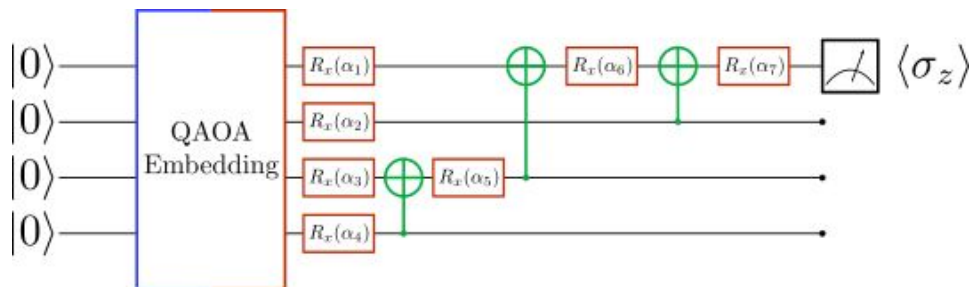 |0⟩ R_x(α_1) R_x(α_6) R_x(α_7) ⟨σ_z⟩
|0⟩ QAOA R_x(α_2)
|0⟩ Embedding R_x(α_3) R_x(α_5)
|0⟩ R_x(α_4)